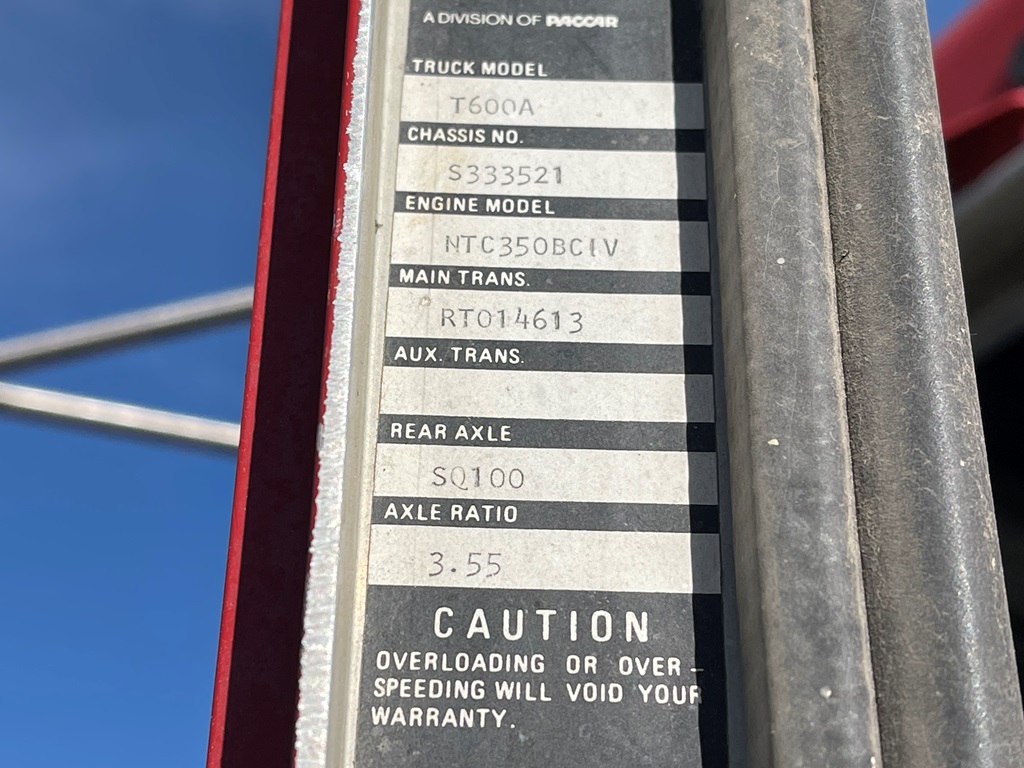 A DIVISION OF PACCAR
TRUCK MODEL
T600A
CHASSIS NO.
S333521
ENGINE MODEL
NTC350BCIV
MAIN TRANS.
RTO14613
AUX. TRANS.
REAR AXLE
SQ100
AXLE RATIO
3.55
CAUTION
OVERLOADING OR OVER-
SPEEDING WILL VOID YOUR
WARRANTY.